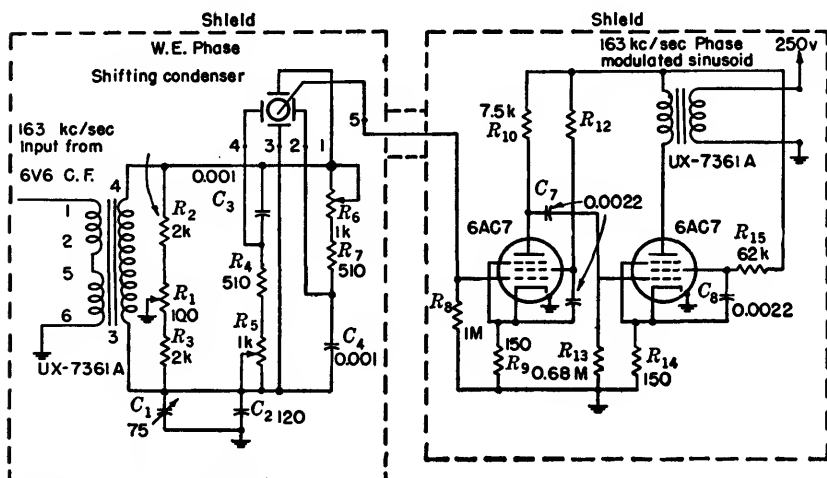 Shield
W.E. Phase
Shifting condenser
163 kc/sec
Input from
6V6 C.F.
4
3
2
1
5
0.001
C3
4
1
2
5
6
3
R2
2k
R1
100
R3
2k
UX-7361A
R4
510
R5
1k
R6
1k
R7
510
C4
0.001
C1
75
C2 120
Shield
163 kc/sec Phase
modulated sinusoid
250v
7.5k
R10
R12
UX-7361A
C7
0.0022
6AC7
6AC7
R15
62k
R8
1M
150
R9
R13
0.68M
R14
150
C8
0.0022